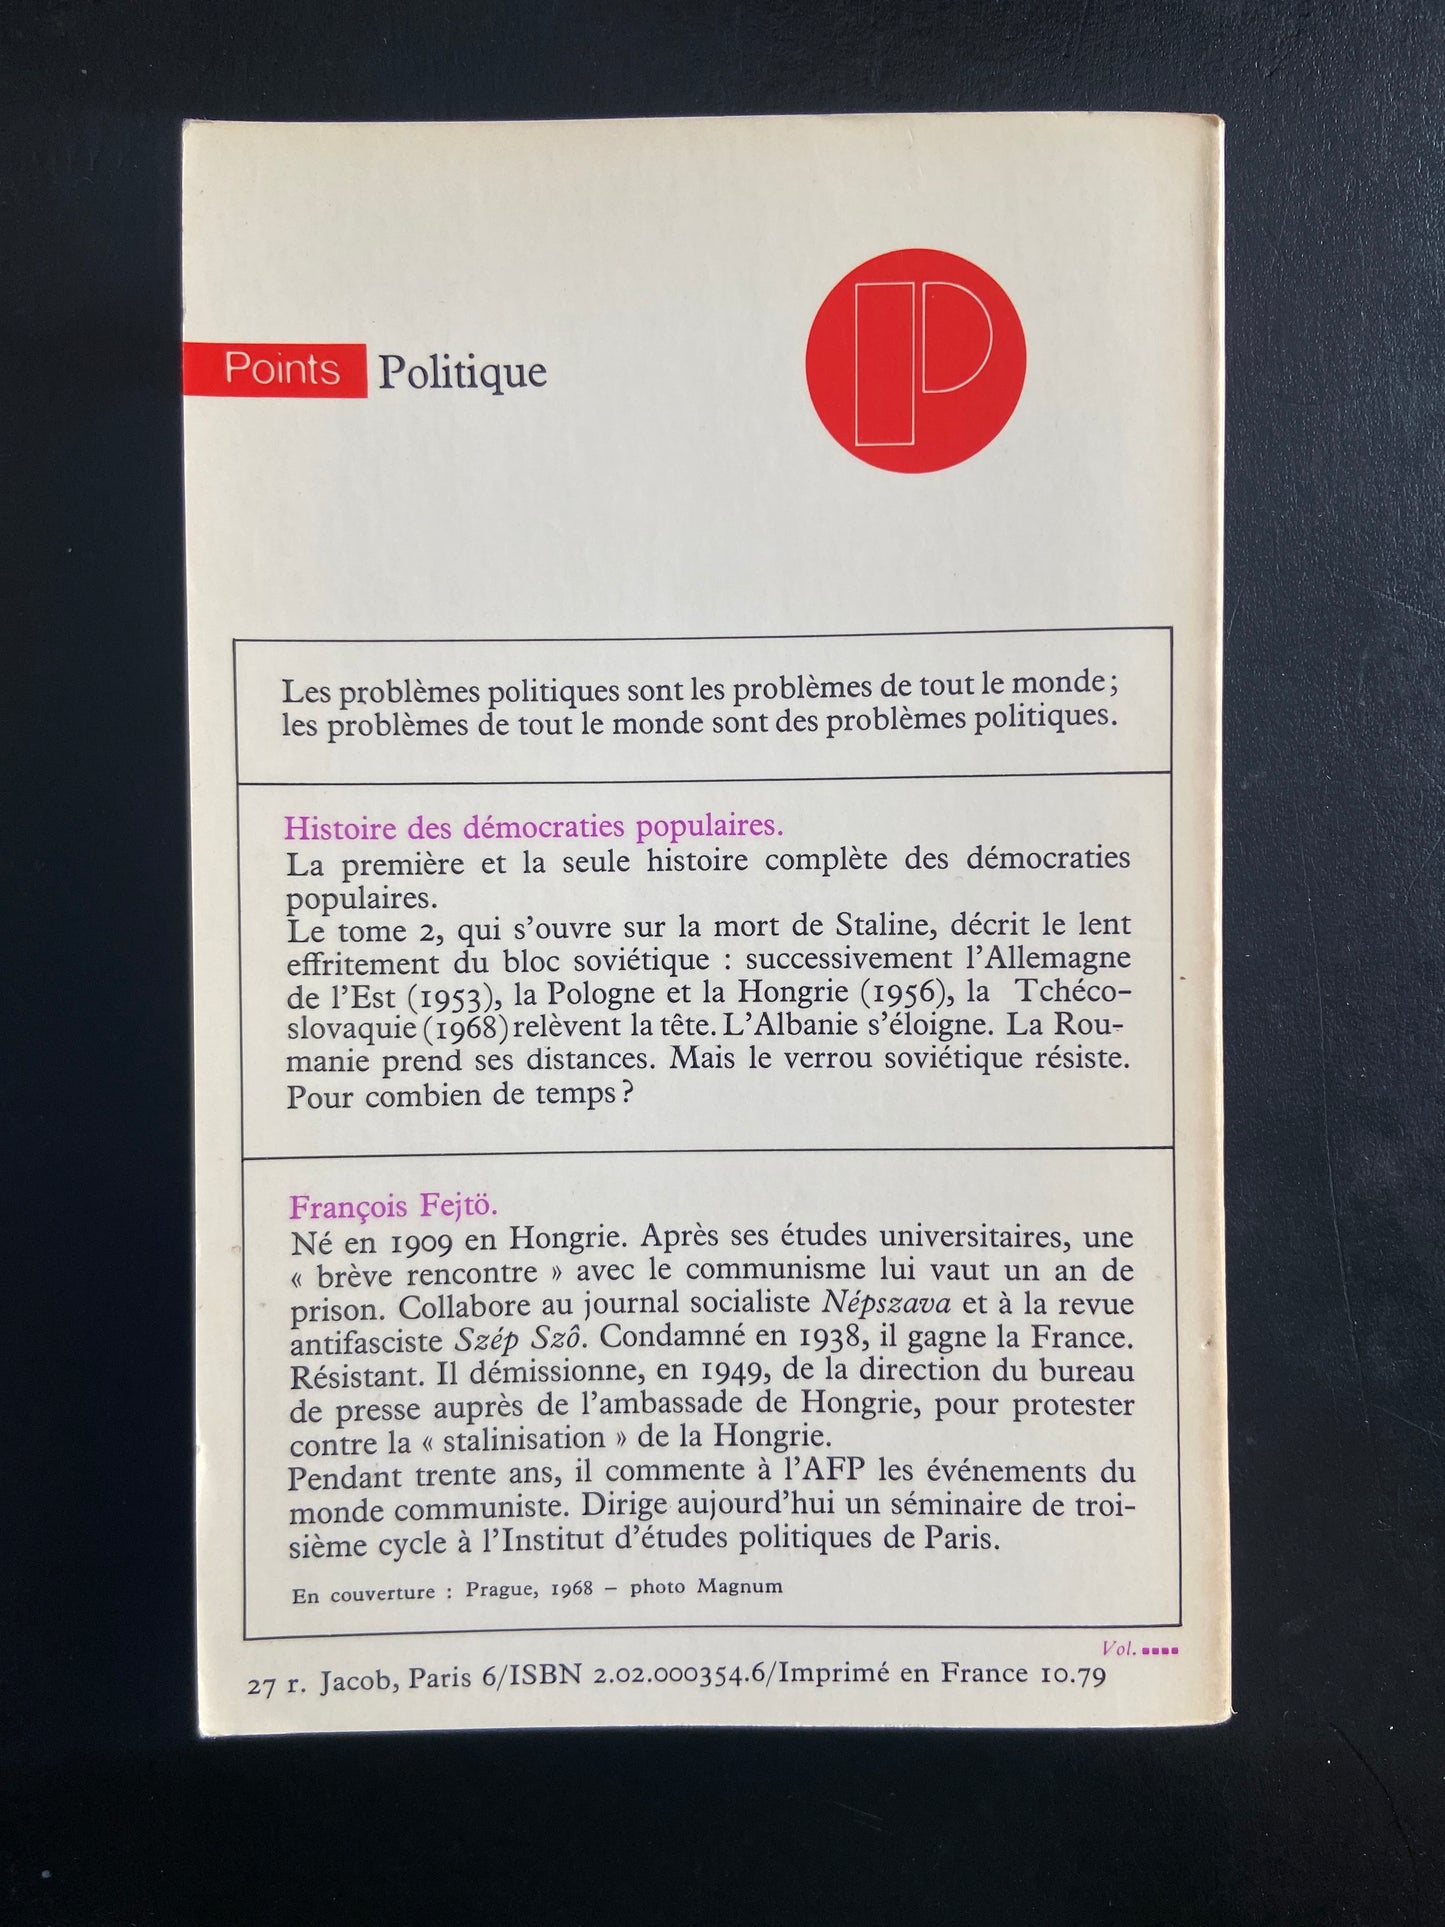 Points Politique
P
Les problèmes politiques sont les problèmes de tout le monde;
les problèmes de tout le monde sont des problèmes politiques.
Histoire des démocraties populaires.
La première et la seule histoire complète des démocraties
populaires.
Le tome 2, qui s'ouvre sur la mort de Staline, décrit le lent
effritement du bloc soviétique : successivement l'Allemagne
de l'Est (1953), la Pologne et la Hongrie (1956), la Tchéco-
slovaquie (1968) relèvent la tête. L'Albanie s'éloigne. La Rou-
manie prend ses distances. Mais le verrou soviétique résiste.
Pour combien de temps ?
François Fejtö.
Né en 1909 en Hongrie. Après ses études universitaires, une
« brève rencontre » avec le communisme lui vaut un an de
prison. Collabore au journal socialiste Népszava et à la revue
antifasciste Szép Szô. Condamné en 1938, il gagne la France.
Résistant. Il démissionne, en 1949, de la direction du bureau
de presse auprès de l'ambassade de Hongrie, pour protester
contre la « stalinisation » de la Hongrie.
Pendant trente ans, il commente à l'AFP les événements du
monde communiste. Dirige aujourd'hui un séminaire de troi-
sième cycle à l'Institut d'études politiques de Paris.
En couverture : Prague, 1968 – photo Magnum
Vol.
27 r. Jacob, Paris 6/ISBN 2.02.000354.6/Imprimé en France 10.79